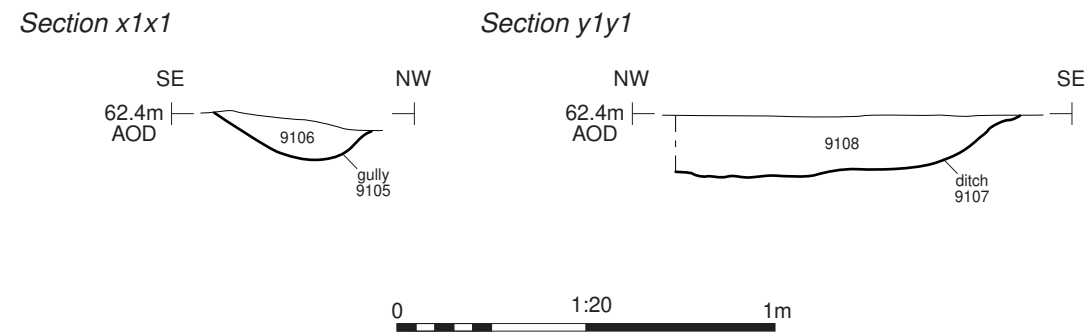 Section x1x1
Section y1y1
SE
NW
62.4m
AOD
9106
gully
9105
NW
SE
62.4m
AOD
9108
ditch
9107
0
1:20
1m